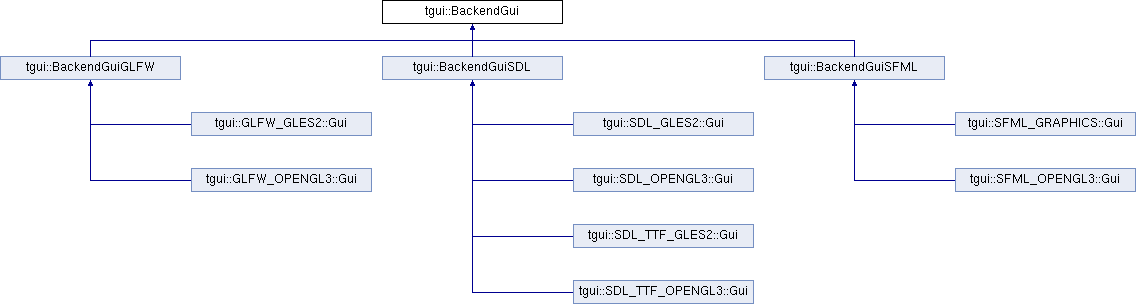 tgui::BackendGui
tgui::BackendGuiGLFW
tgui::BackendGuiSDL
tgui::BackendGuiSFML
tgui::GLFW_GLES2::Gui
tgui::SDL_GLES2::Gui
tgui::SFML_GRAPHICS::Gui
tgui::GLFW_OPENGL3::Gui
tgui::SDL_OPENGL3::Gui
tgui::SFML_OPENGL3::Gui
tgui::SDL_TTF_GLES2::Gui
tgui::SDL_TTF_OPENGL3::Gui